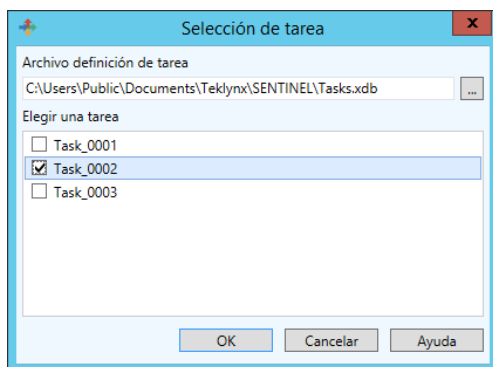 Selección de tarea
x
Archivo definición de tarea
C:\Users\Public\Documents\Teklynx\SENTINEL\Tasks.xdb ...
Elegir una tarea
Task_0001
Task_0002
Task_0003
OK Cancelar Ayuda